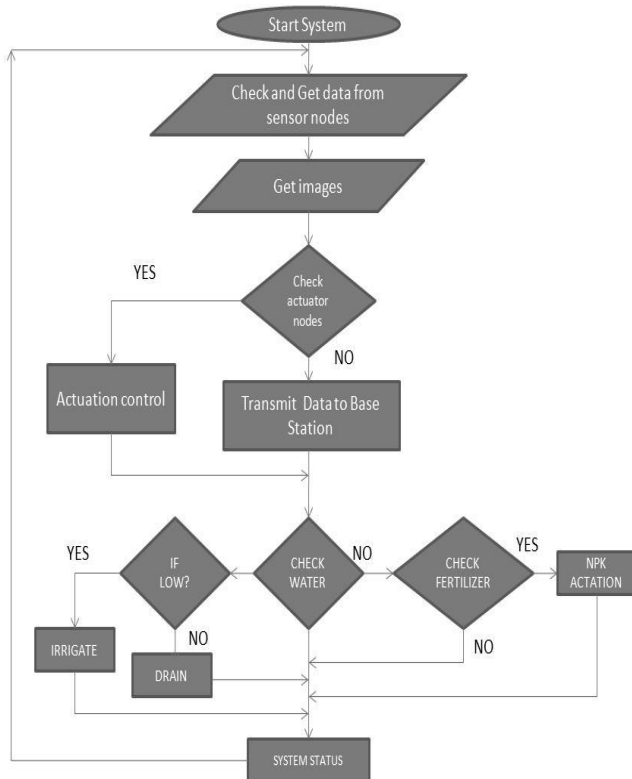 Start System
Check and Get data from
sensor nodes
Get images
YES
Check
actuator
nodes
NO
Actuation control
Transmit Data to Base
Station
YES
IF
LOW?
CHECK
WATER
NO
CHECK
FERTILIZER
YES
NPK
ACTATION
IRRIGATE
NO
DRAIN
NO
SYSTEM STATUS